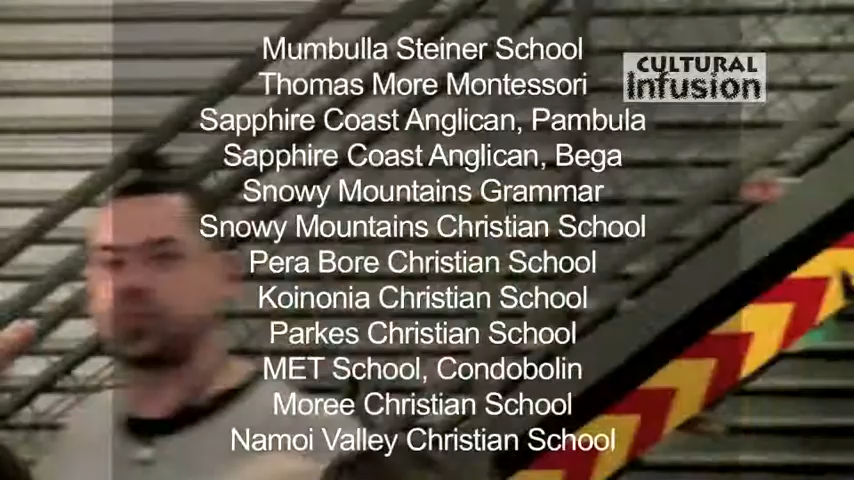 Mumbulla Steiner School
Thomas More Montessori
Sapphire Coast Anglican, Pambula
Sapphire Coast Anglican, Bega
Snowy Mountains Grammar
Snowy Mountains Christian School
Pera Bore Christian School
Koinonia Christian School
Parkes Christian School
MET School, Condobolin
Moree Christian School
Namoi Valley Christian School
CULTURAL
Infusion